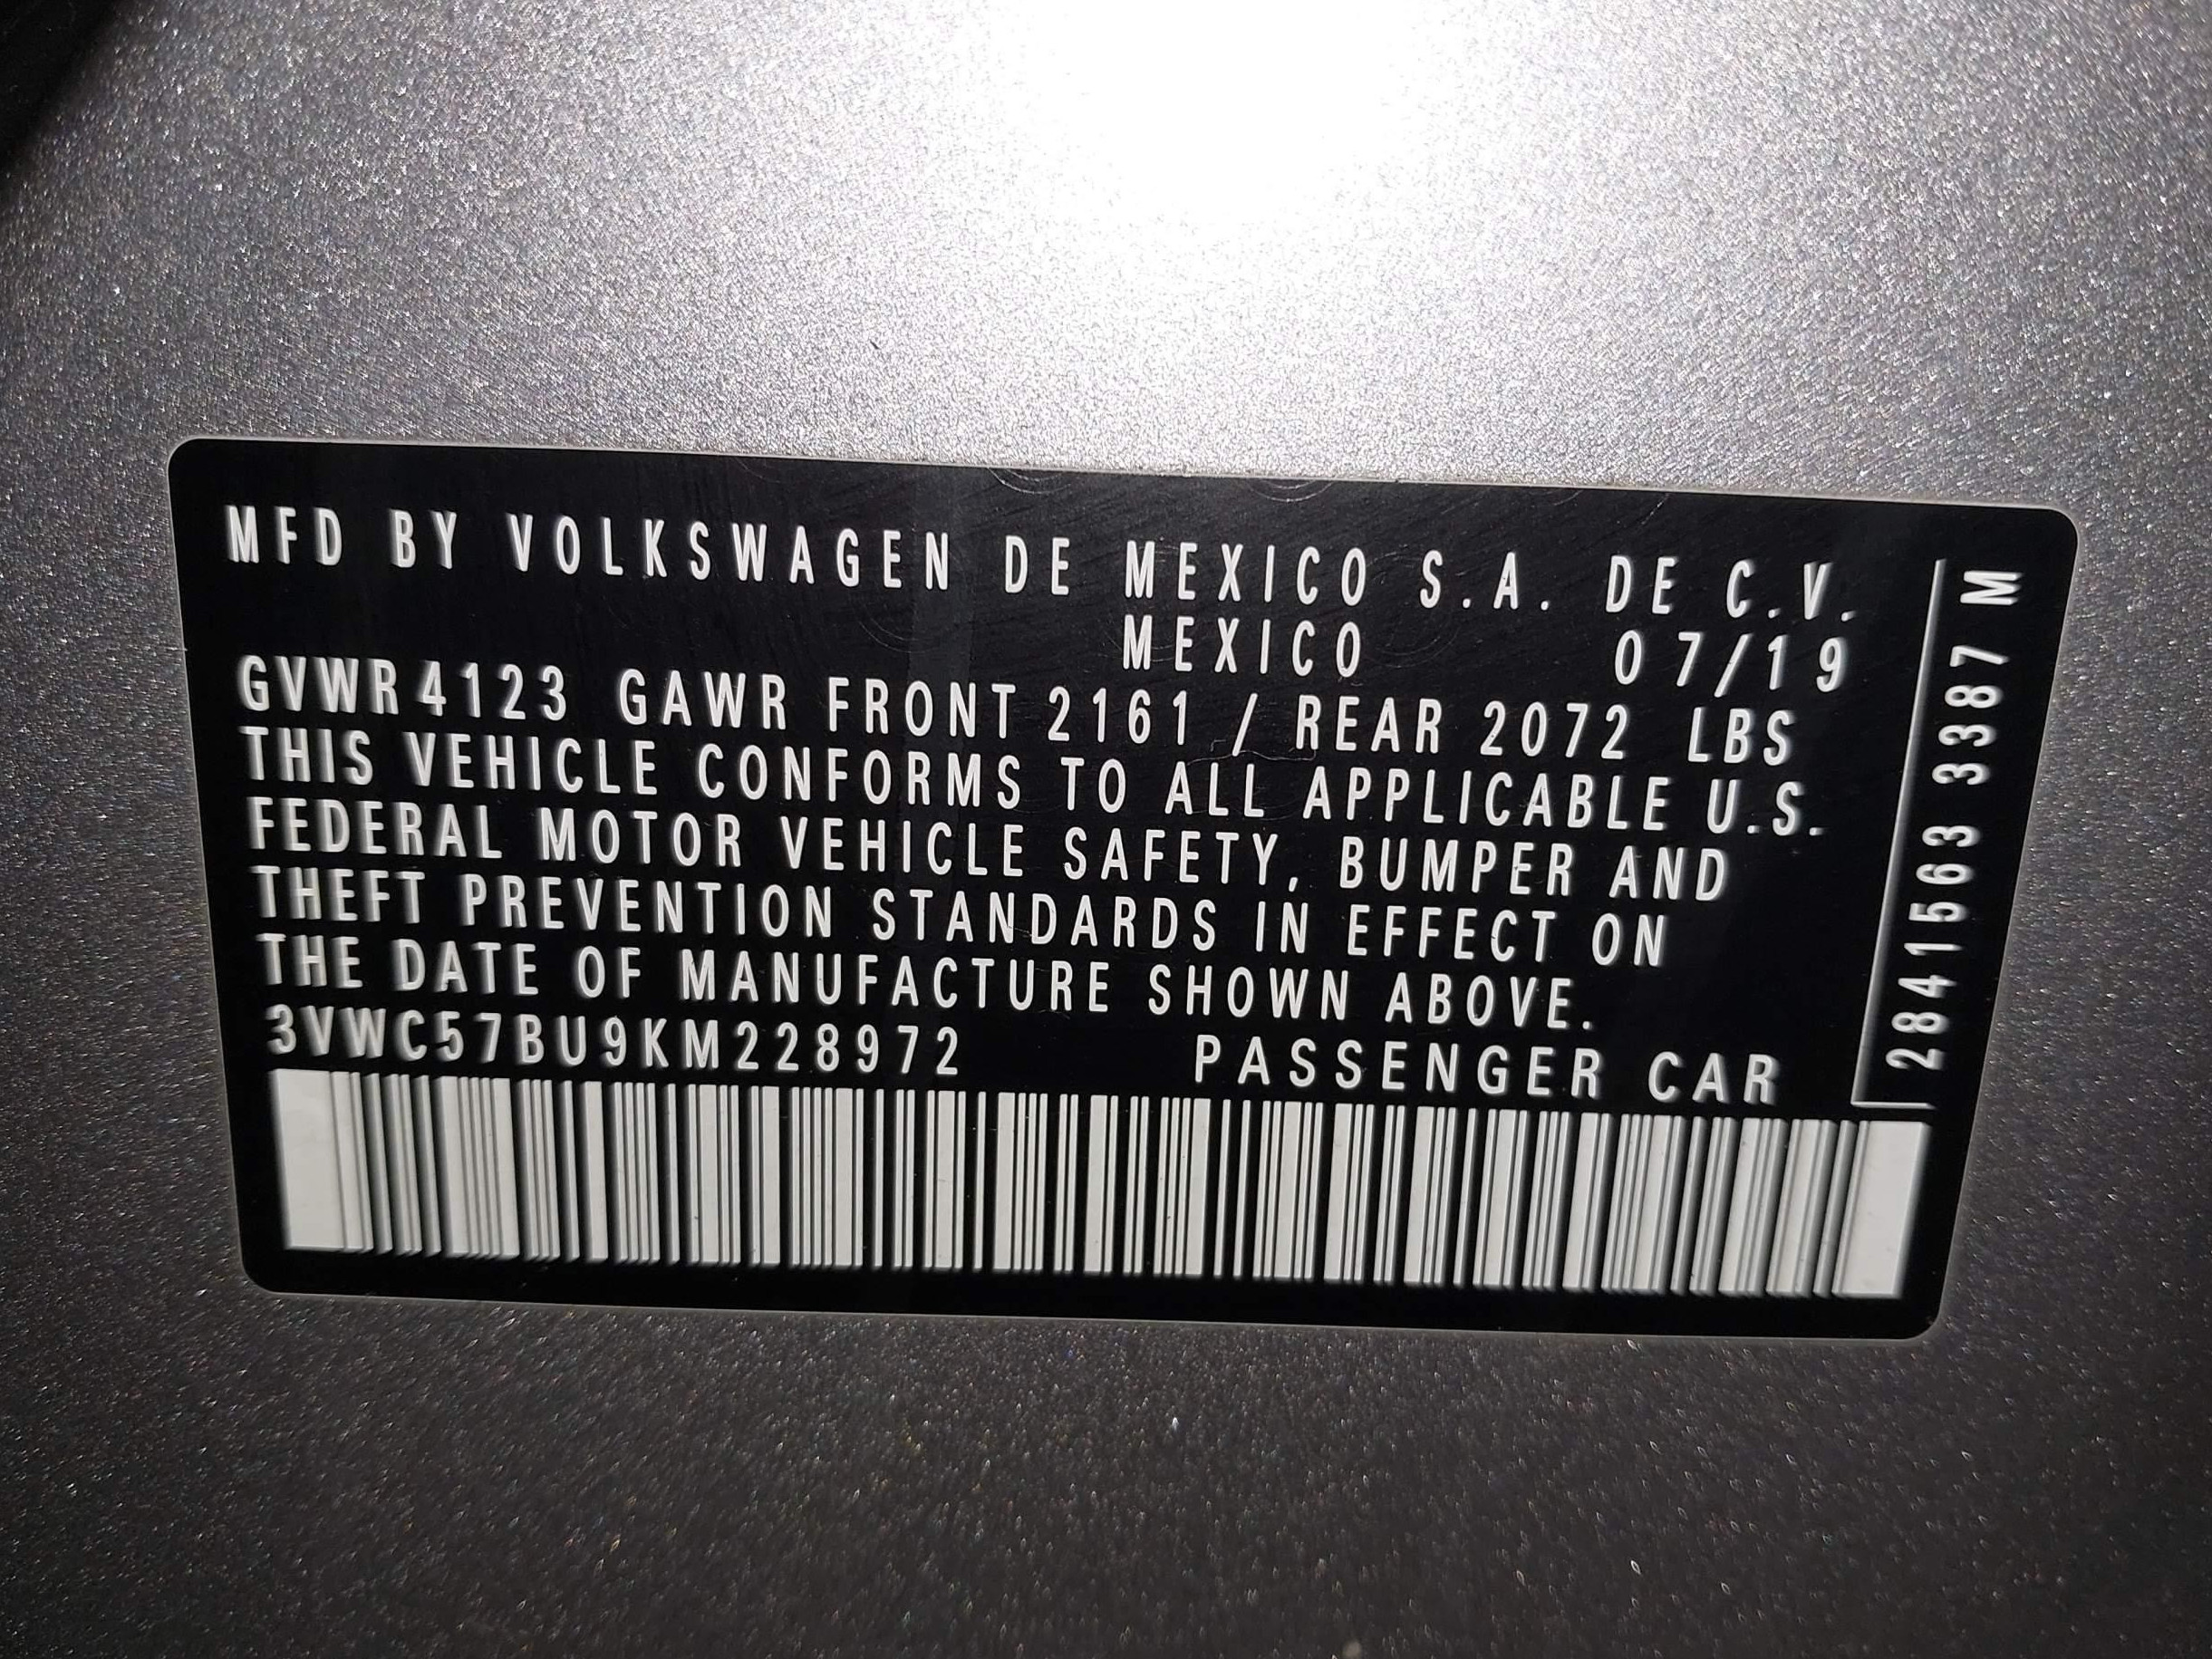 MFD BY VOLKSWAGEN DE MEXICO S.A. DE C.V.
MEXICO 07/19
GVWR 4123 GAWR FRONT 2161 / REAR 2072 LBS
THIS VEHICLE CONFORMS TO ALL APPLICABLE U.S.
FEDERAL MOTOR VEHICLE SAFETY, BUMPER AND
THEFT PREVENTION STANDARDS IN EFFECT ON
THE DATE OF MANUFACTURE SHOWN ABOVE.
3VWC57BU9KM228972 PASSENGER CAR
2841563 3387 M